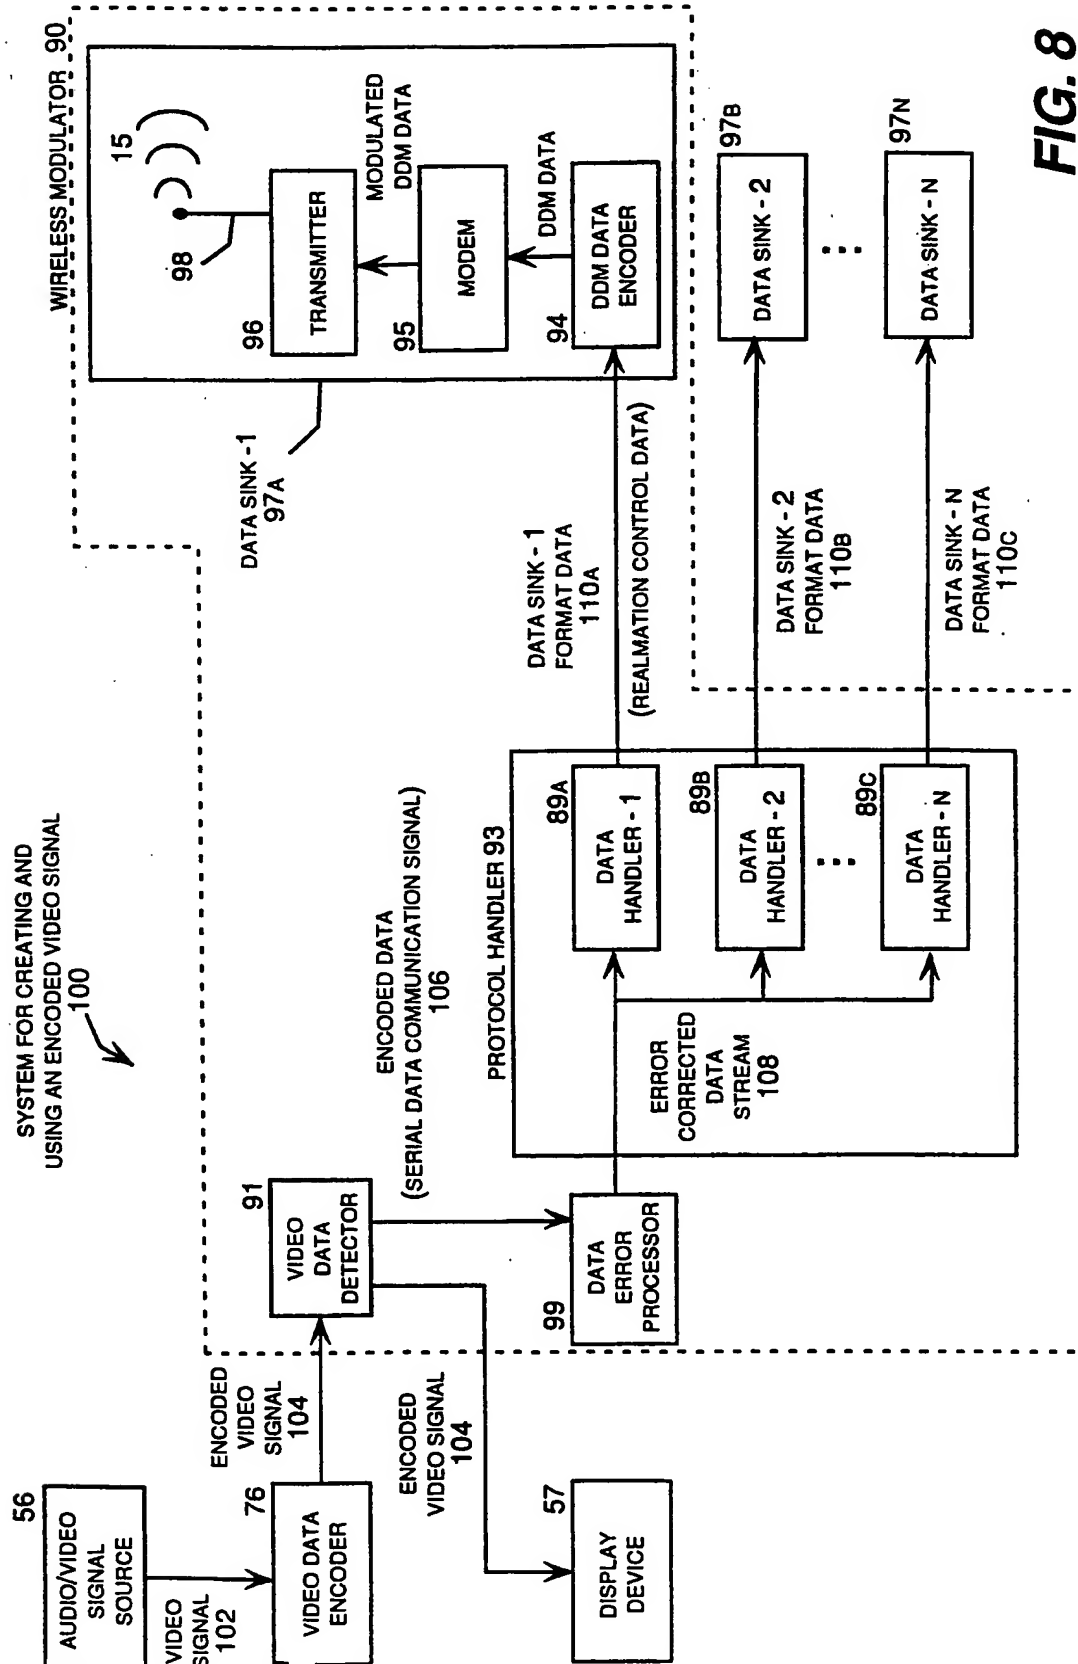 SYSTEM FOR CREATING AND
USING AN ENCODED VIDEO SIGNAL
100
56
AUDIO/VIDEO
SIGNAL
SOURCE
VIDEO
SIGNAL
102
76
VIDEO DATA
ENCODER
ENCODED
VIDEO
SIGNAL
104
ENCODED
VIDEO SIGNAL
104
57
DISPLAY
DEVICE
91
VIDEO
DATA
DETECTOR
ENCODED DATA
(SERIAL DATA COMMUNICATION SIGNAL)
106
99
DATA
ERROR
PROCESSOR
PROTOCOL HANDLER 93
ERROR
CORRECTED
DATA
STREAM
108
89A
DATA
HANDLER - 1
89B
DATA
HANDLER - 2
89C
DATA
HANDLER - N
DATA SINK - 1
FORMAT DATA
110A
(REALMATION CONTROL DATA)
DATA SINK - 2
FORMAT DATA
110B
DATA SINK - N
FORMAT DATA
110C
WIRELESS MODULATOR 90
DATA SINK - 1
97A
15
98
96
TRANSMITTER
MODULATED
DDM DATA
95
MODEM
DDM DATA
94
DDM DATA
ENCODER
97B
DATA SINK - 2
97N
DATA SINK - N
FIG. 8